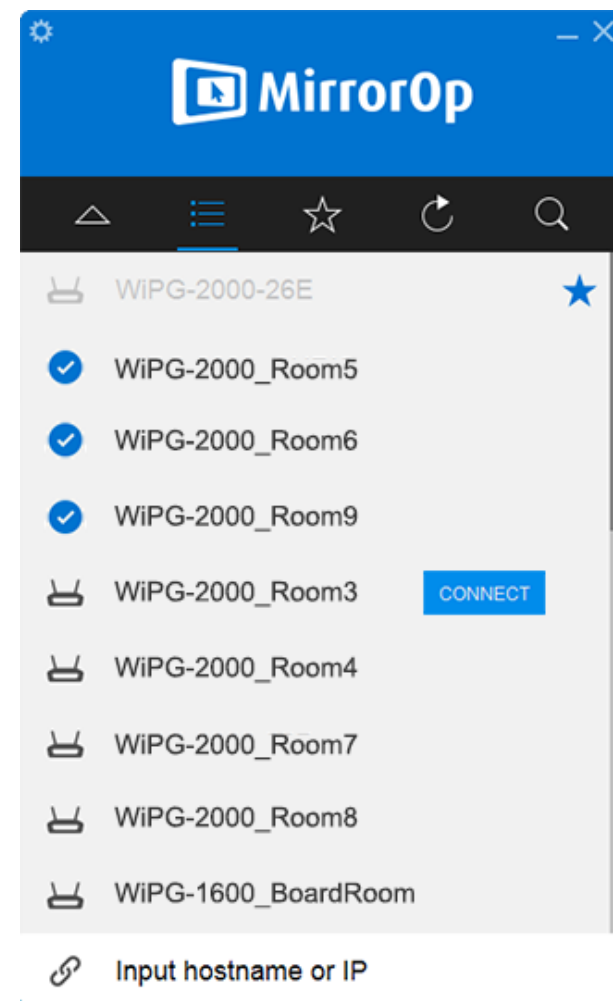 MirrorOp
WiPG-2000-26E
WiPG-2000_Room5
WiPG-2000_Room6
WiPG-2000_Room9
WiPG-2000_Room3 CONNECT
WiPG-2000_Room4
WiPG-2000_Room7
WiPG-2000_Room8
WiPG-1600_BoardRoom
Input hostname or IP